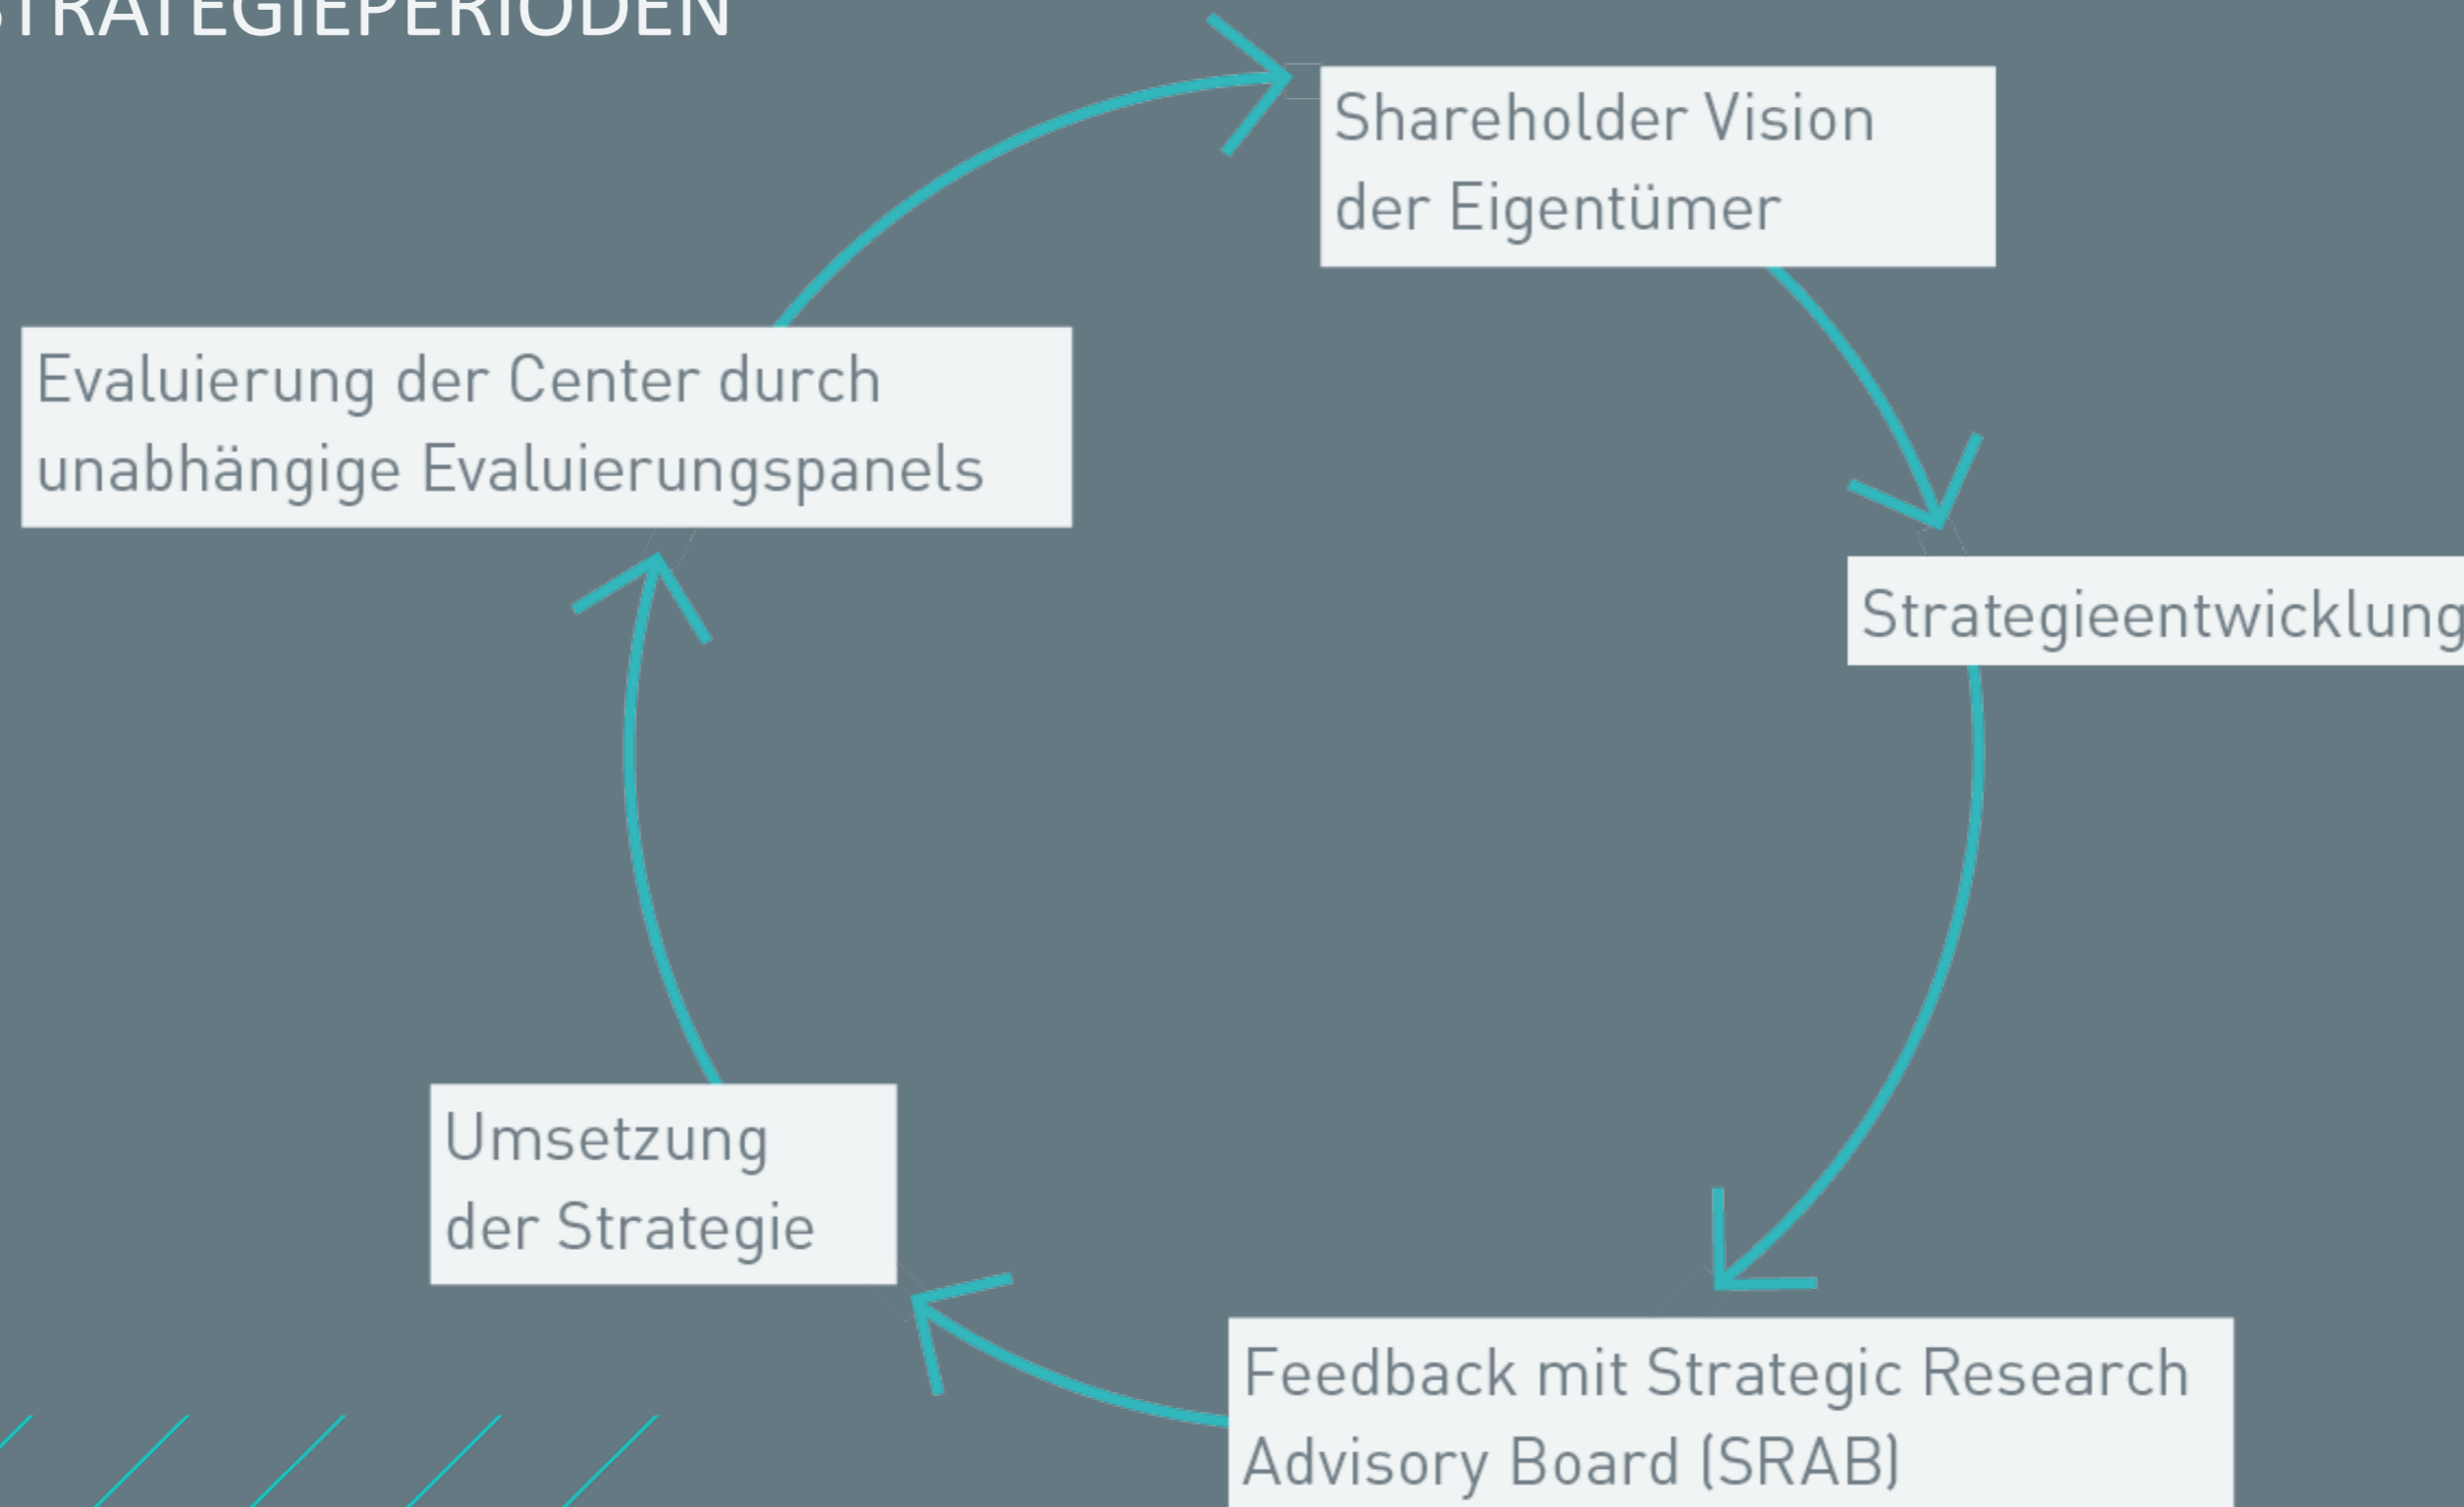 STRATEGIEPERIODEN
Shareholder Vision
der Eigentümer
Evaluierung der Center durch
unabhängige Evaluierungspanels
Strategieentwicklung
Umsetzung
der Strategie
Feedback mit Strategic Research
Advisory Board (SRAB)